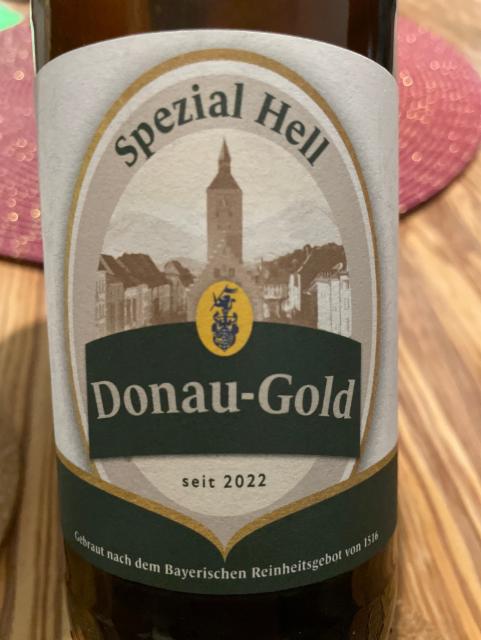 Spezial Hell
Donau-Gold
seit 2022
Gebraut nach dem Bayerischen Reinheitsgebot von 1516